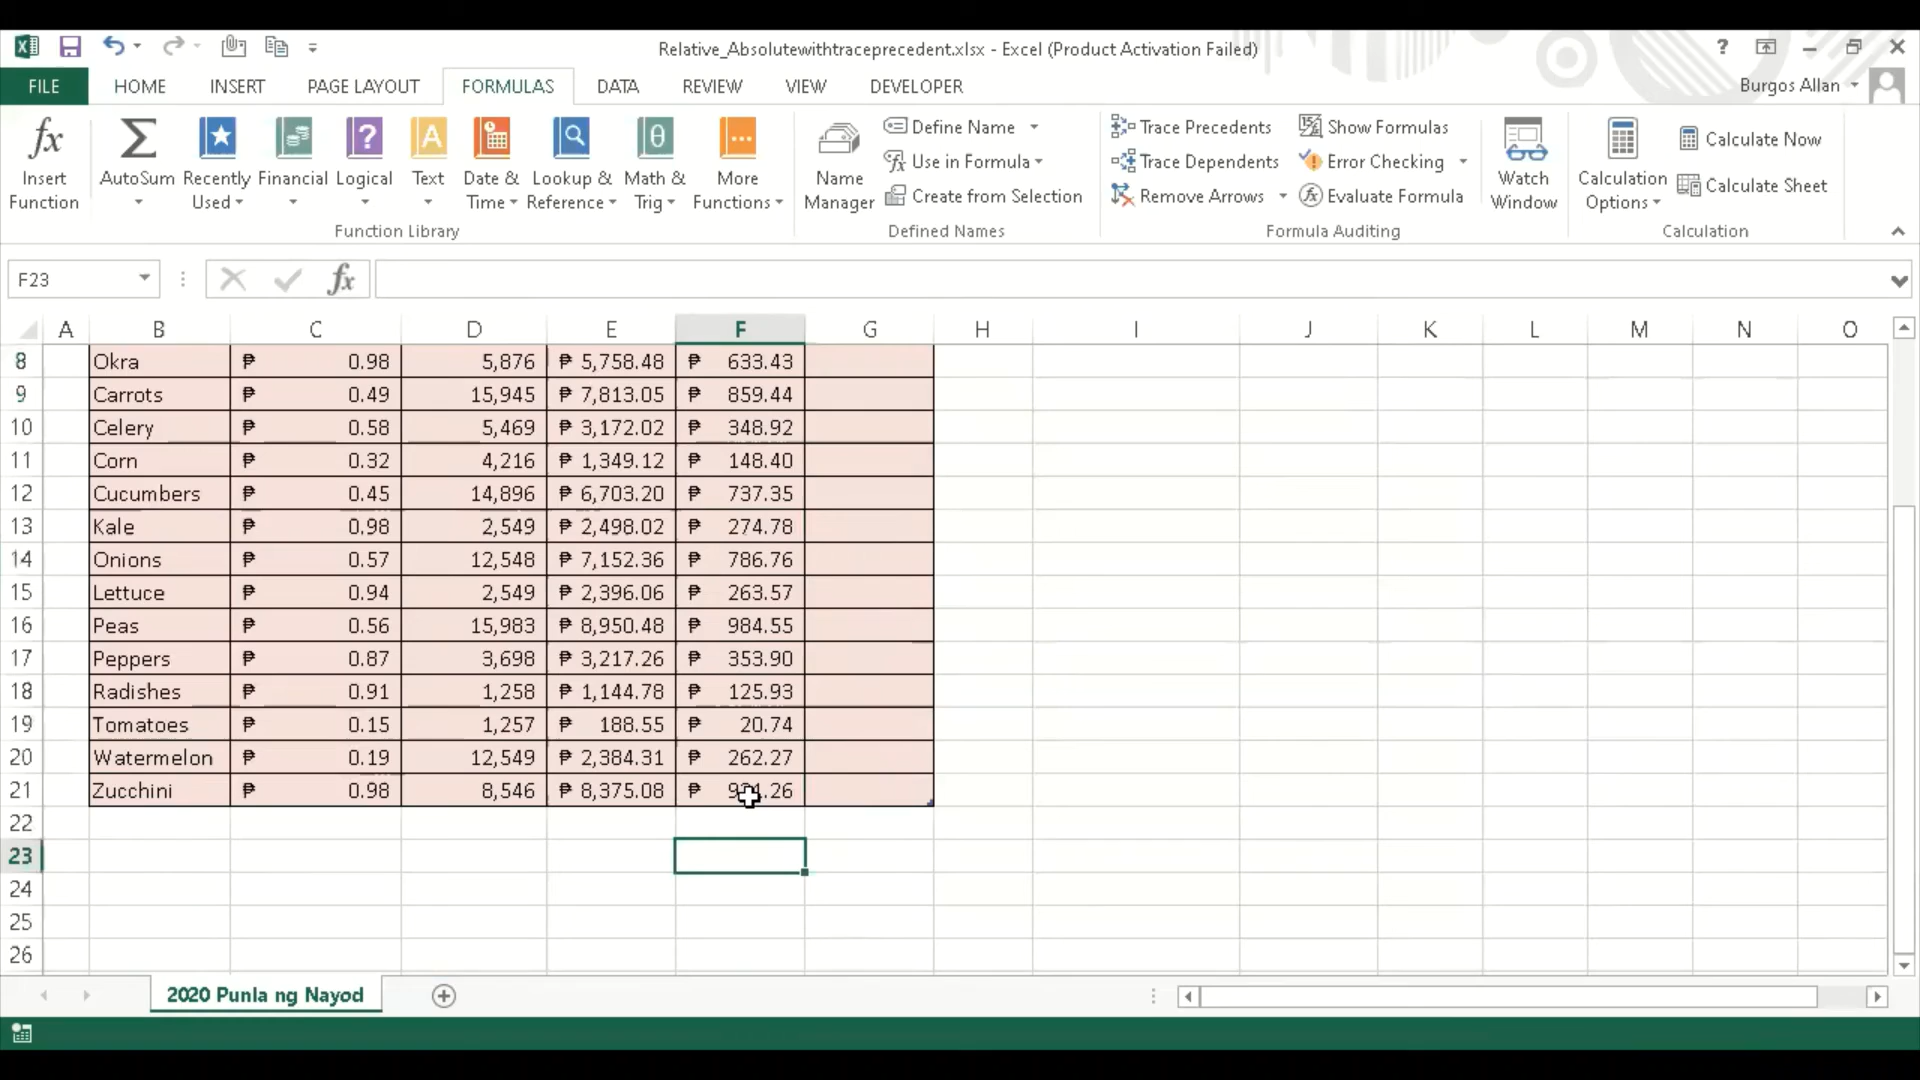 Relative_Absolutewithtraceprecedent.xlsx - Excel (Product Activation Failed)
?
FILE HOME INSERT PAGE LAYOUT FORMULAS DATA REVIEW VIEW DEVELOPER Burgos Allan
fx Σ ? A θ
Insert Function
AutoSum
Recently Used
Financial
Logical
Text
Date & Time
Lookup & Reference
Math & Trig
More Functions
Function Library
Name Manager
Define Name
Use in Formula
Create from Selection
Defined Names
Trace Precedents
Trace Dependents
Remove Arrows
Show Formulas
Error Checking
Evaluate Formula
Formula Auditing
Watch Window
Calculation Options
Calculate Now
Calculate Sheet
Calculation
F23 fx
A B C D E F G H I J K L M N O
8 Okra ₱ 0.98 5,876 ₱ 5,758.48 ₱ 633.43
9 Carrots ₱ 0.49 15,945 ₱ 7,813.05 ₱ 859.44
10 Celery ₱ 0.58 5,469 ₱ 3,172.02 ₱ 348.92
11 Corn ₱ 0.32 4,216 ₱ 1,349.12 ₱ 148.40
12 Cucumbers ₱ 0.45 14,896 ₱ 6,703.20 ₱ 737.35
13 Kale ₱ 0.98 2,549 ₱ 2,498.02 ₱ 274.78
14 Onions ₱ 0.57 12,548 ₱ 7,152.36 ₱ 786.76
15 Lettuce ₱ 0.94 2,549 ₱ 2,396.06 ₱ 263.57
16 Peas ₱ 0.56 15,983 ₱ 8,950.48 ₱ 984.55
17 Peppers ₱ 0.87 3,698 ₱ 3,217.26 ₱ 353.90
18 Radishes ₱ 0.91 1,258 ₱ 1,144.78 ₱ 125.93
19 Tomatoes ₱ 0.15 1,257 ₱ 188.55 ₱ 20.74
20 Watermelon ₱ 0.19 12,549 ₱ 2,384.31 ₱ 262.27
21 Zucchini ₱ 0.98 8,546 ₱ 8,375.08 ₱
22
23
24
25
26
2020 Punla ng Nayod